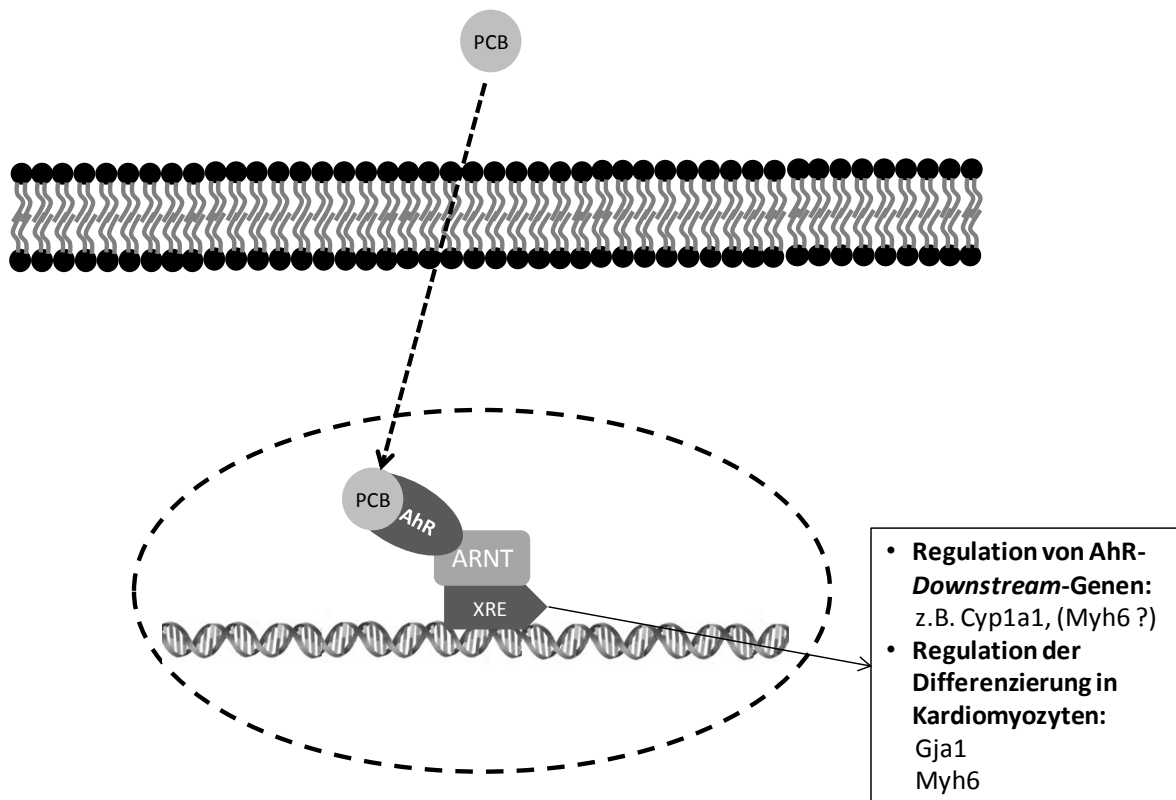 PCB
PCB
AhR
ARNT
XRE
• Regulation von AhR-
Downstream-Genen:
z.B. Cyp1a1, (Myh6 ?)
• Regulation der
Differenzierung in
Kardiomyozyten:
Gja1
Myh6